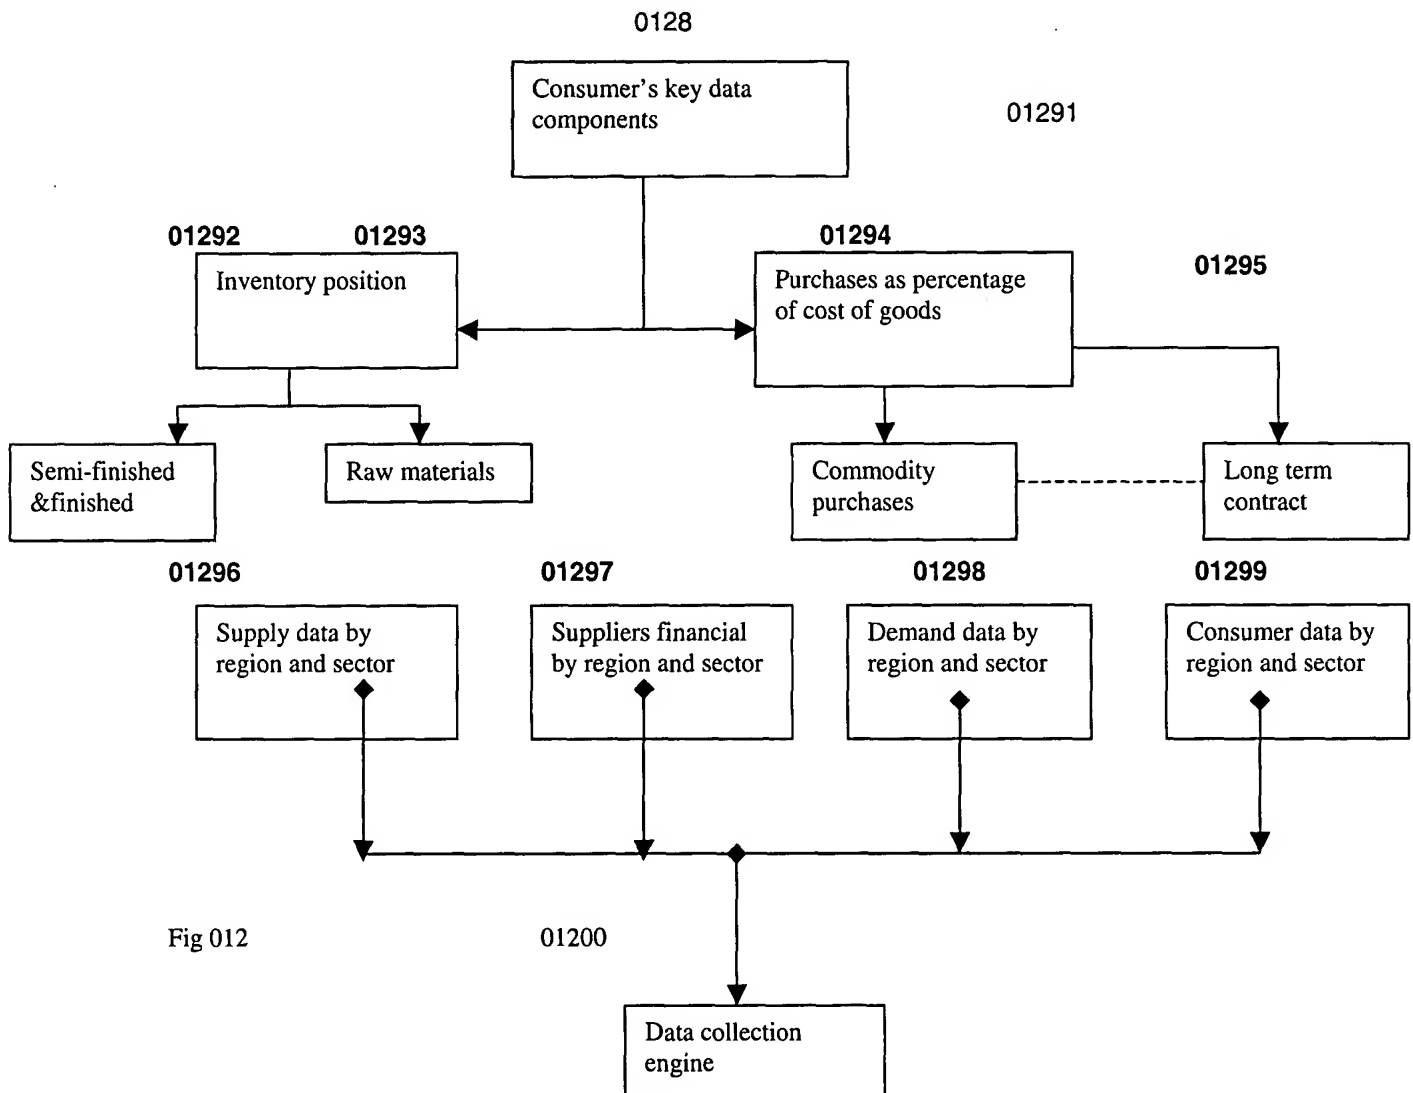 0128
Consumer's key data
components
01291
01292
01293
01294
01295
Inventory position
Purchases as percentage
of cost of goods
Semi-finished
&finished
Raw materials
Commodity
purchases
Long term
contract
01296
01297
01298
01299
Supply data by
region and sector
Suppliers financial
by region and sector
Demand data by
region and sector
Consumer data by
region and sector
Fig 012
01200
Data collection
engine